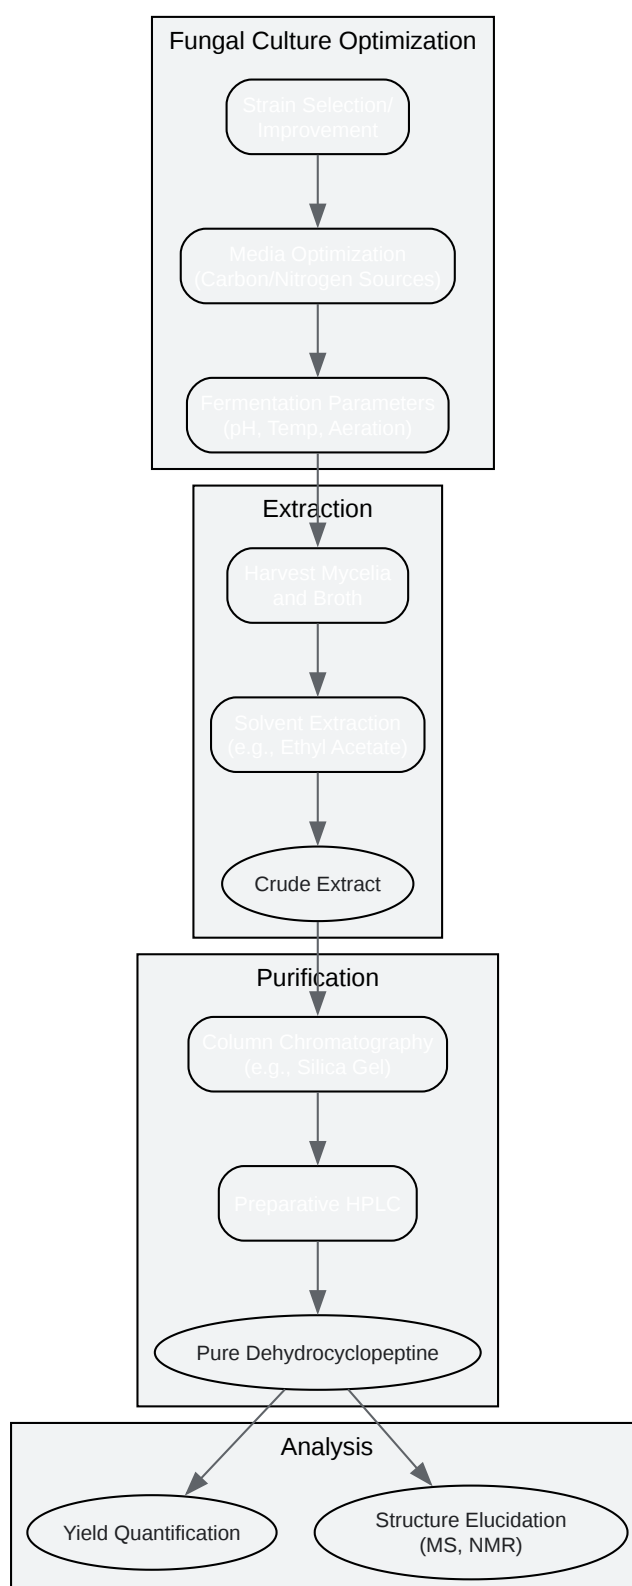 Fungal Culture Optimization
Strain Selection/
Improvement
Media Optimization
(Carbon/Nitrogen Sources)
Fermentation Parameters
(pH, Temp, Aeration)
Extraction
Harvest Mycelia
and Broth
Solvent Extraction
(e.g., Ethyl Acetate)
Crude Extract
Purification
Column Chromatography
(e.g., Silica Gel)
Preparative HPLC
Pure Dehydrocyclopeptine
Analysis
Yield Quantification
Structure Elucidation
(MS, NMR)